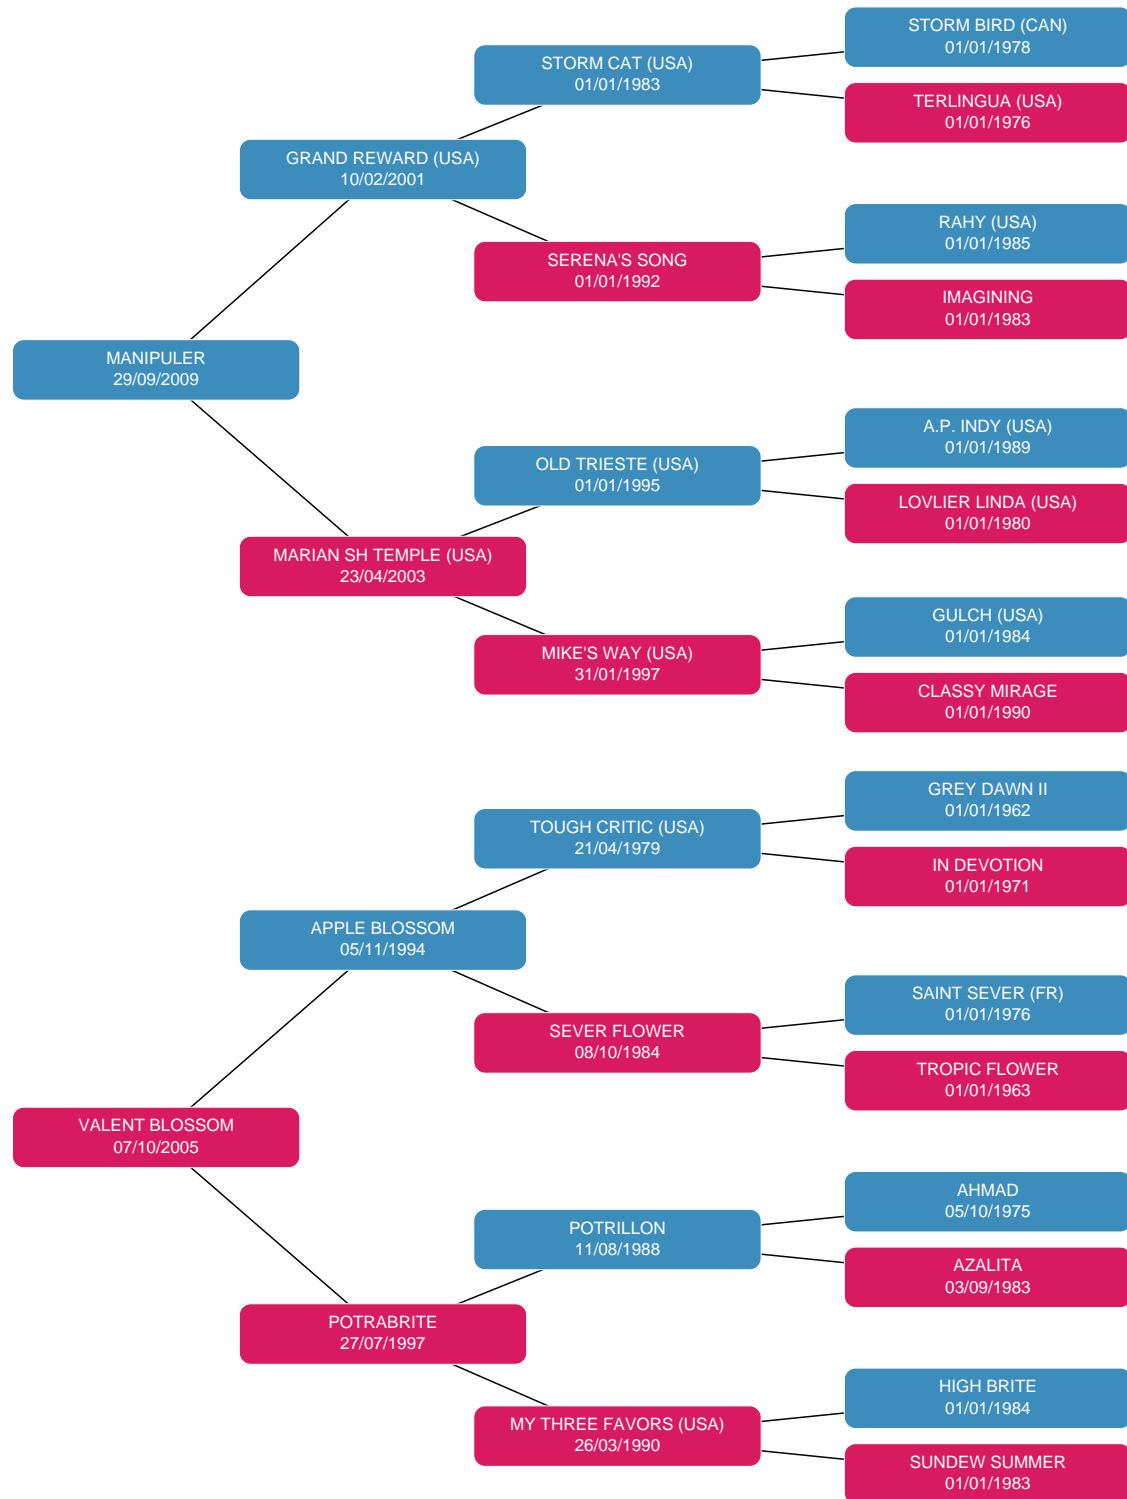 STORM BIRD (CAN)
01/01/1978
STORM CAT (USA)
01/01/1983
TERLINGUA (USA)
01/01/1976
GRAND REWARD (USA)
10/02/2001
RAHY (USA)
01/01/1985
SERENA'S SONG
01/01/1992
IMAGINING
01/01/1983
MANIPULER
29/09/2009
A.P. INDY (USA)
01/01/1989
OLD TRIESTE (USA)
01/01/1995
LOVLIER LINDA (USA)
01/01/1980
MARIAN SH TEMPLE (USA)
23/04/2003
GULCH (USA)
01/01/1984
MIKE'S WAY (USA)
31/01/1997
CLASSY MIRAGE
01/01/1990
GREY DAWN II
01/01/1962
TOUGH CRITIC (USA)
21/04/1979
IN DEVOTION
01/01/1971
APPLE BLOSSOM
05/11/1994
SAINT SEVER (FR)
01/01/1976
SEVER FLOWER
08/10/1984
TROPIC FLOWER
01/01/1963
VALENT BLOSSOM
07/10/2005
AHMAD
05/10/1975
POTRILLON
11/08/1988
AZALITA
03/09/1983
POTRABRITE
27/07/1997
HIGH BRITE
01/01/1984
MY THREE FAVORS (USA)
26/03/1990
SUNDEW SUMMER
01/01/1983